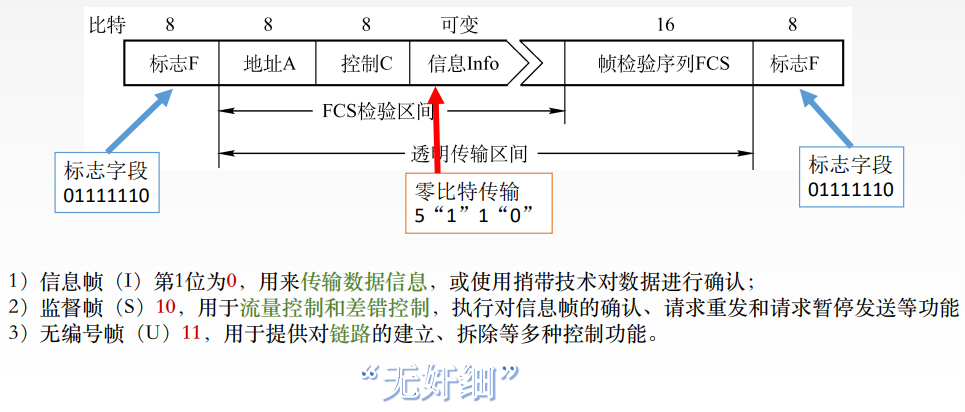 比特 8 8 8 可变 16 8
标志F 地址A 控制C 信息Info 帧检验序列FCS 标志F
FCS检验区间
透明传输区间
标志字段
01111110
零比特传输
5“1”1“0”
标志字段
01111110
1）信息帧（I）第1位为0，用来传输数据信息，或使用捎带技术对数据进行确认；
2）监督帧（S）10，用于流量控制和差错控制，执行对信息帧的确认、请求重发和请求暂停发送等功能
3）无编号帧（U）11，用于提供对链路的建立、拆除等多种控制功能。
“无奸细”